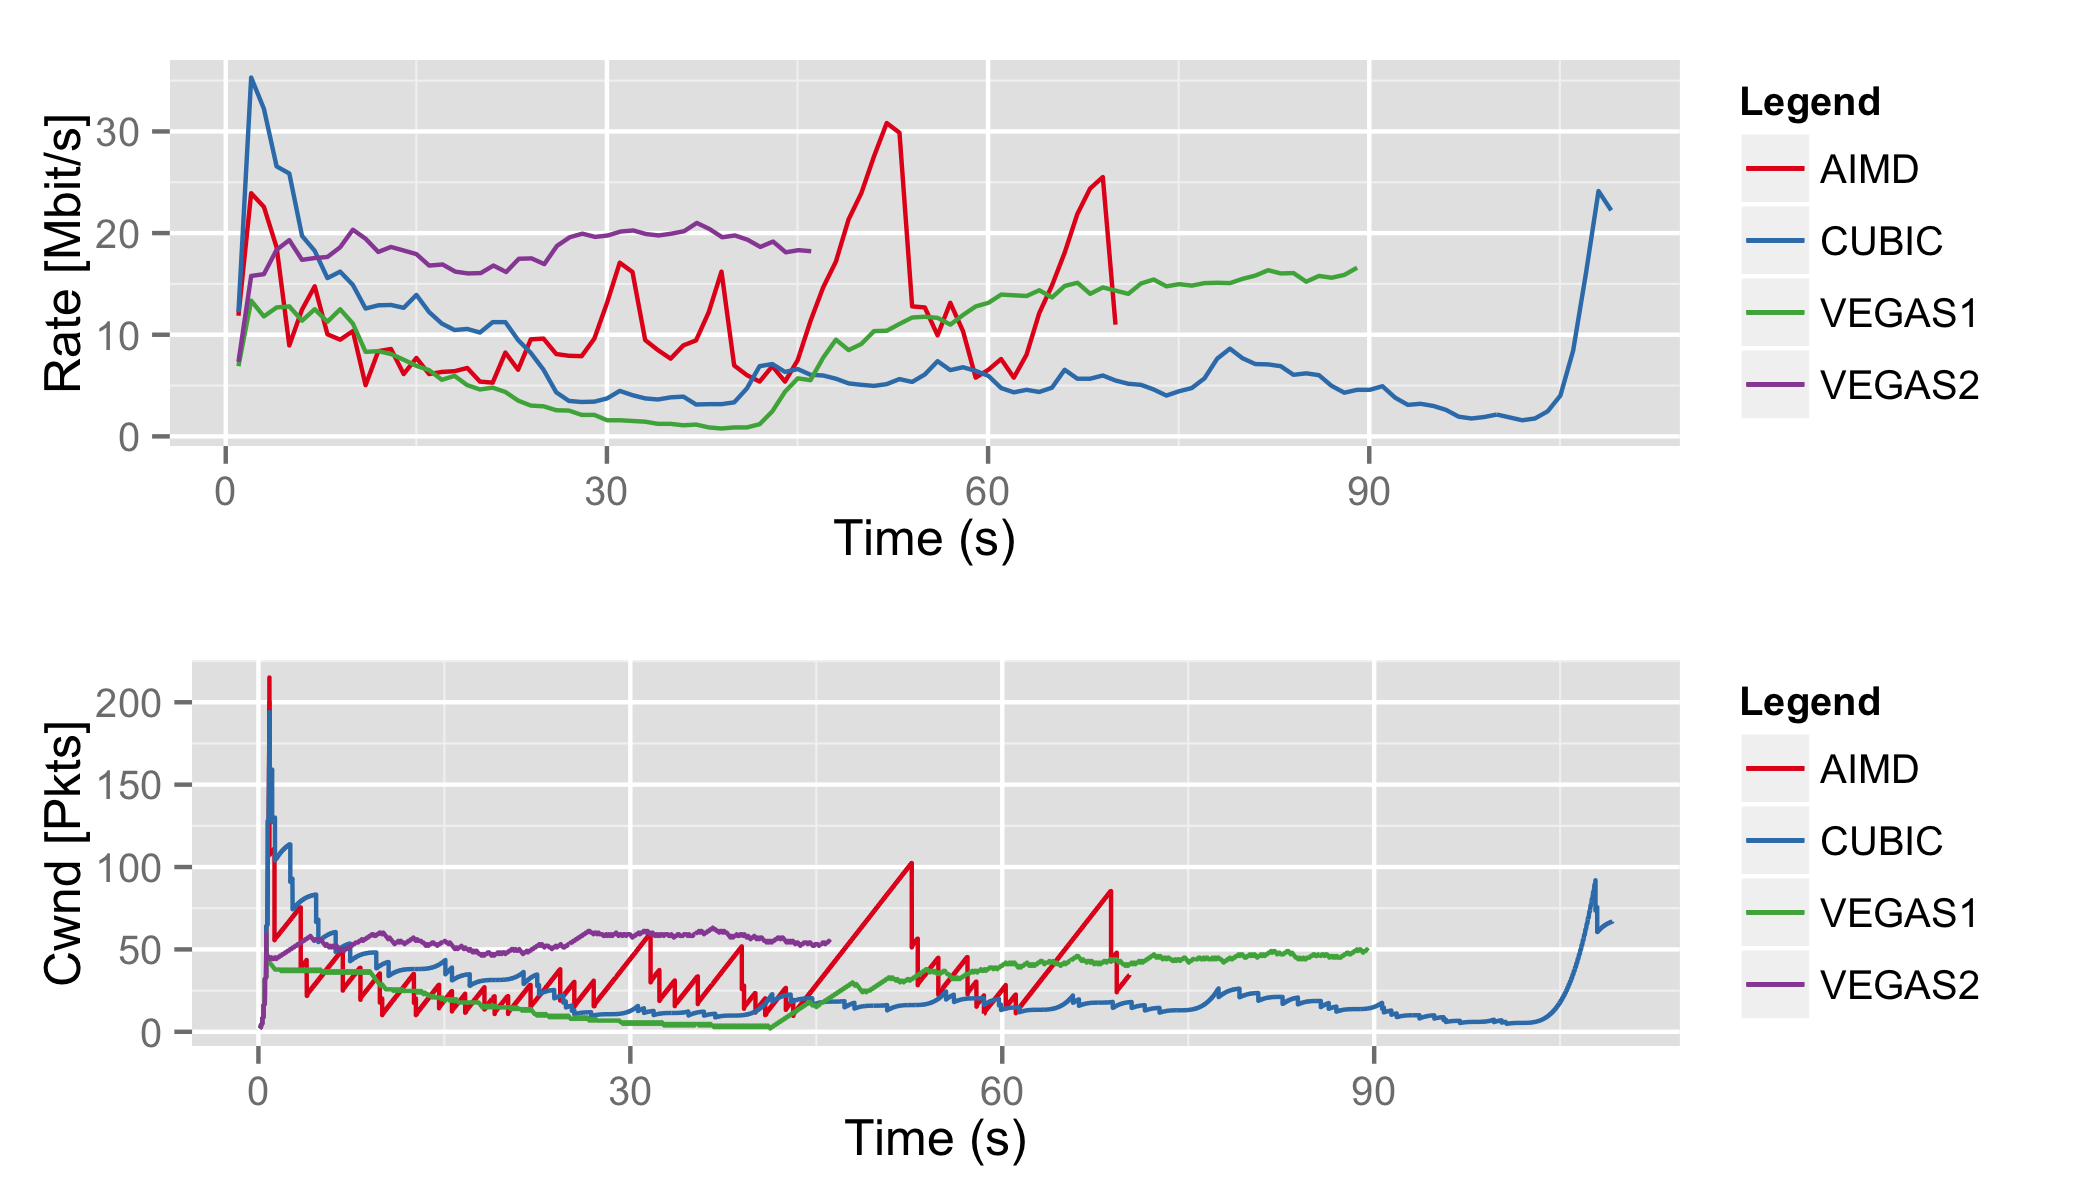 Rate [Mbit/s]
30
20
10
0
0 30 60 90
Time (s)
Legend
AIMD
CUBIC
VEGAS1
VEGAS2
Cwnd [Pkts]
200
150
100
50
0
0 30 60 90
Time (s)
Legend
AIMD
CUBIC
VEGAS1
VEGAS2